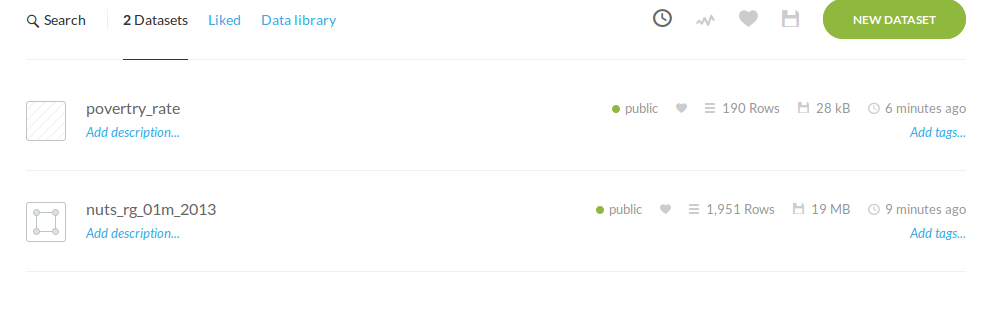 Search 2 Datasets Liked Data library NEW DATASET
povertry_rate public 190 Rows 28 kB 6 minutes ago
Add description... Add tags...
nuts_rg_01m_2013 public 1,951 Rows 19 MB 9 minutes ago
Add description... Add tags...